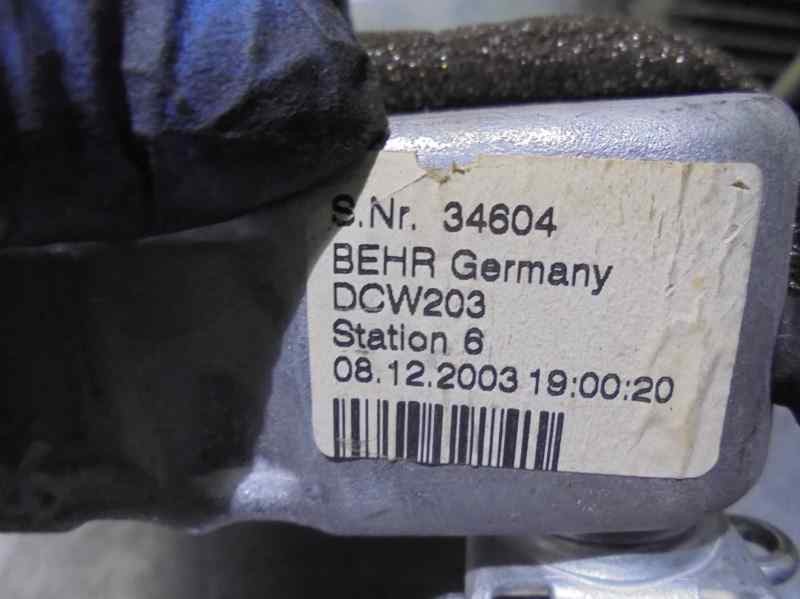 S.Nr. 34604
BEHR Germany
DCW203
Station 6
08.12.2003 19:00:20